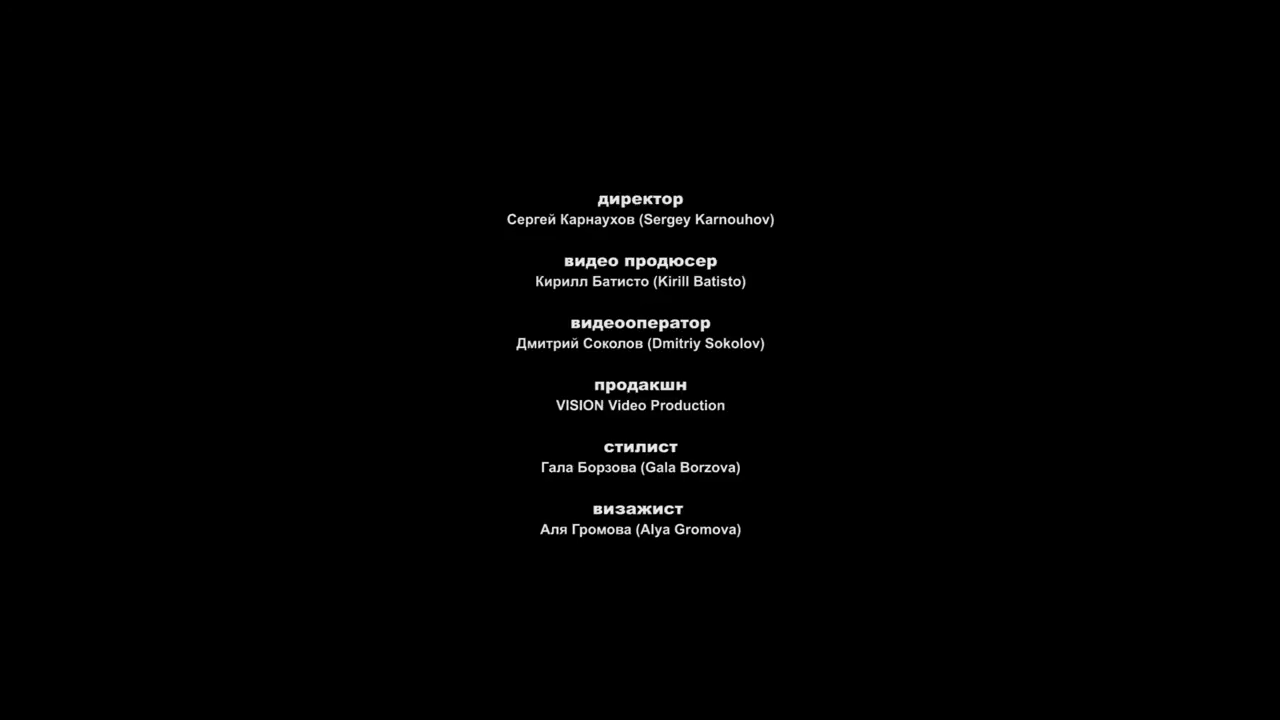 директор
Сергей Карнаухов (Sergey Karnouhov)
видео продюсер
Кирилл Батисто (Kirill Batisto)
видеооператор
Дмитрий Соколов (Dmitriy Sokolov)
продакшн
VISION Video Production
стилист
Гала Борзова (Gala Borzova)
визажист
Аля Громова (Alya Gromova)